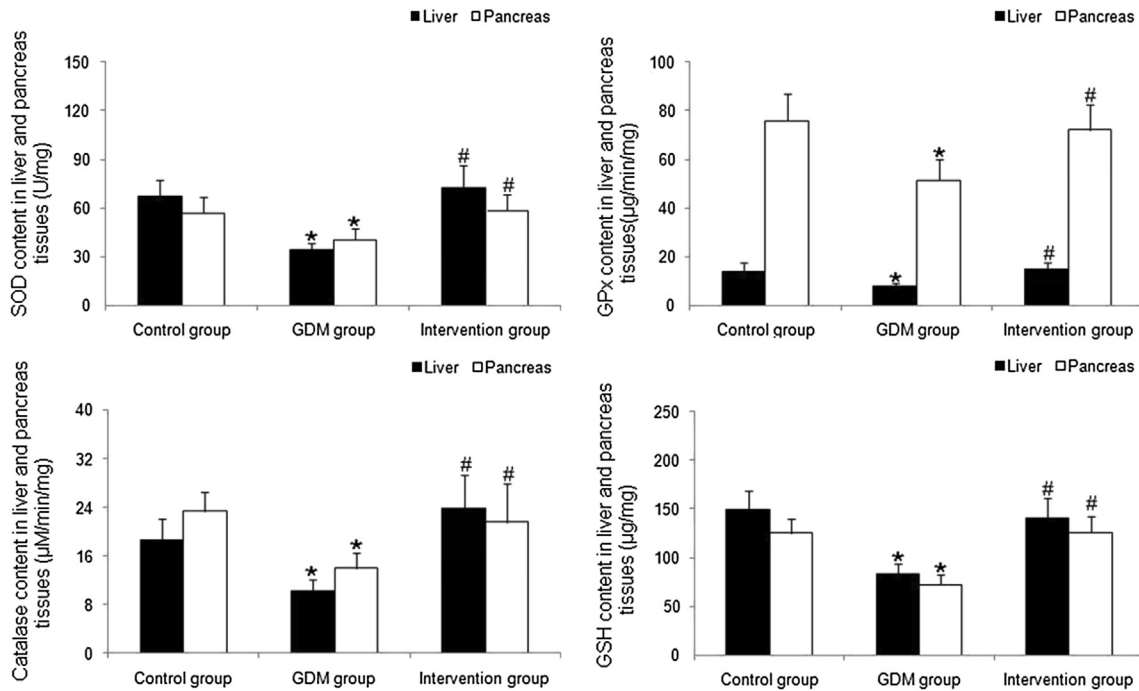 Liver Pancreas
SOD content in liver and pancreas
tissues (U/mg)
150
120
90
60
30
0
# #
* *
Control group GDM group Intervention group
Liver Pancreas
GPx content in liver and pancreas
tissues(µg/min/mg)
100
80
60
40
20
0
#
*
#
*
Control group GDM group Intervention group
Liver Pancreas
Catalase content in liver and pancreas
tissues (µM/min/mg)
40
32
24
16
8
0
# #
* *
Control group GDM group Intervention group
Liver Pancreas
GSH content in liver and pancreas
tissues (µg/mg)
250
200
150
100
50
0
# #
* *
Control group GDM group Intervention group